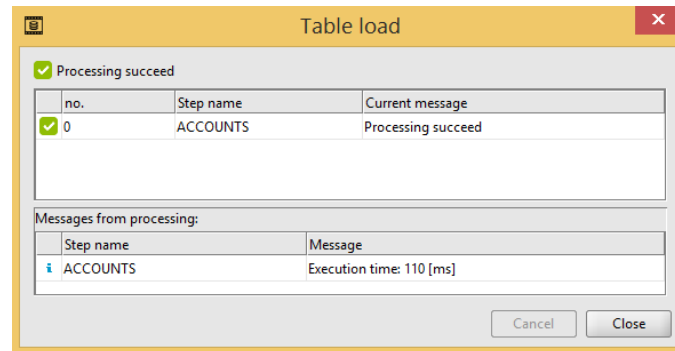 Table load
x
Processing succeed
no. Step name Current message
0 ACCOUNTS Processing succeed
Messages from processing:
Step name Message
i ACCOUNTS Execution time: 110 [ms]
Cancel Close